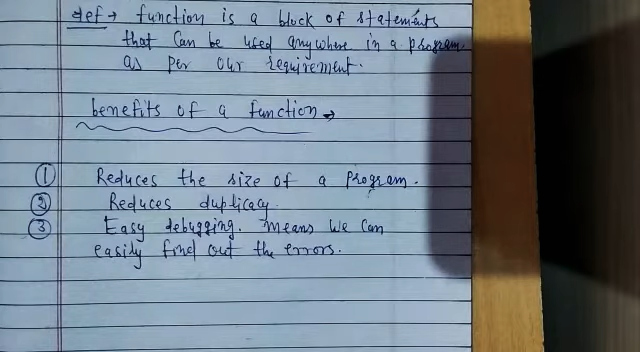 def → function is a block of statements
that can be used anywhere in a program
as per our requirement.
benefits of a function →
① Reduces the size of a program.
② Reduces duplicacy.
③ Easy debugging. means we can
easily find out the errors.